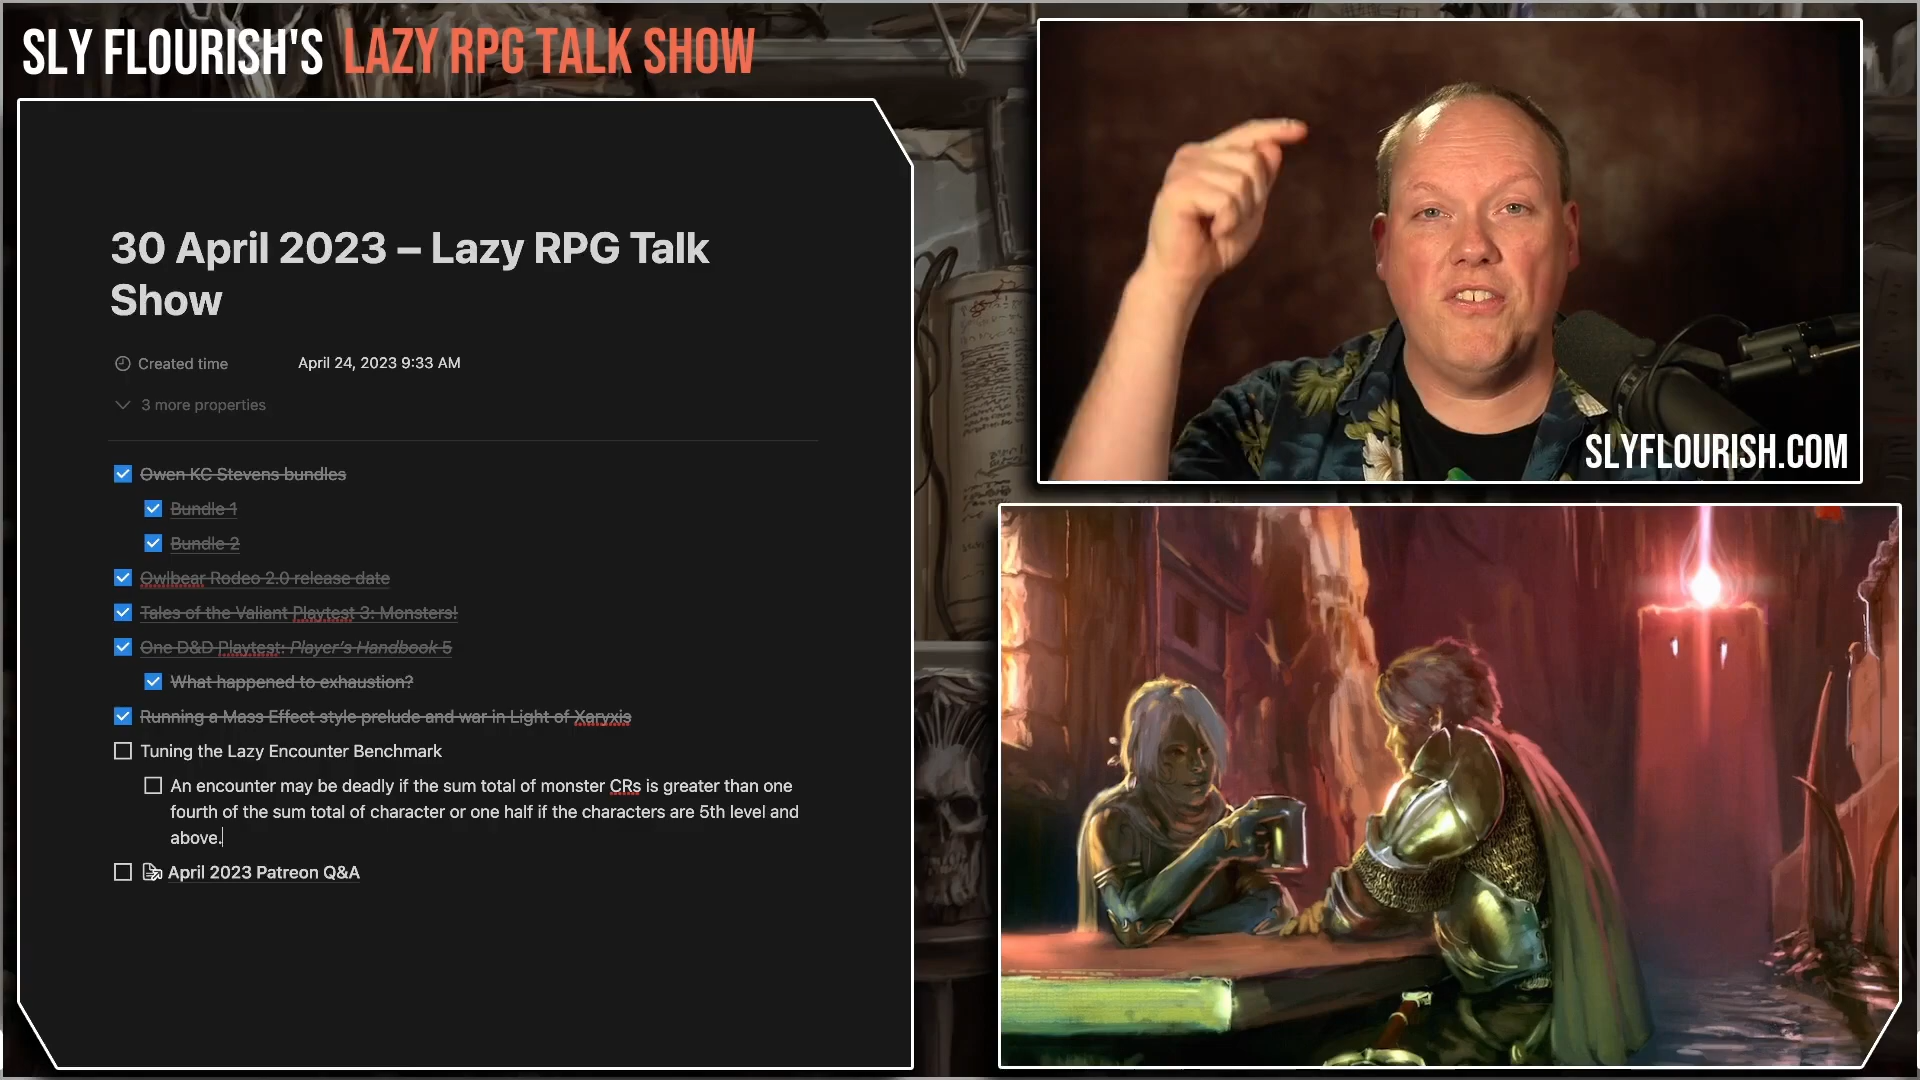 SLY FLOURISH'S LAZY RPG TALK SHOW
30 April 2023 – Lazy RPG Talk
Show
Created time April 24, 2023 9:33 AM
3 more properties
Owen KC Stevens bundles
Bundle 1
Bundle 2
Owlbear Rodeo 2.0 release date
Tales of the Valiant Playtest 3: Monsters!
One D&D Playtest: Player's Handbook 5
What happened to exhaustion?
Running a Mass Effect style prelude and war in Light of Xaryxis
Tuning the Lazy Encounter Benchmark
An encounter may be deadly if the sum total of monster CRs is greater than one
fourth of the sum total of character or one half if the characters are 5th level and
above.
April 2023 Patreon Q&A
SLYFLOURISH.COM